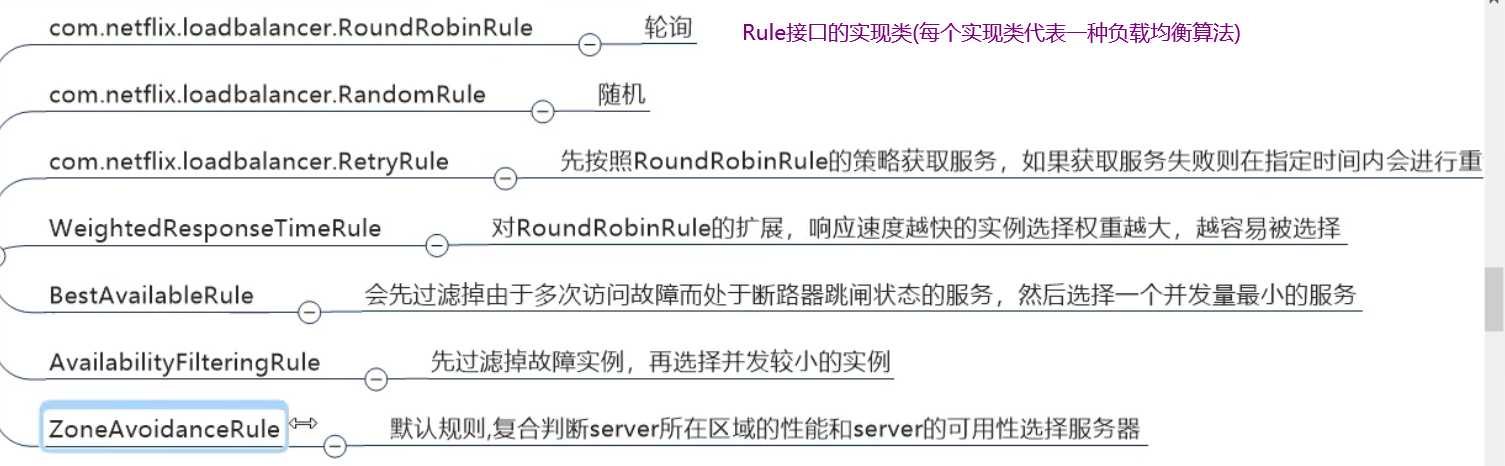 com.netflix.loadbalancer.RoundRobinRule 轮询 Rule接口的实现类(每个实现类代表一种负载均衡算法)
com.netflix.loadbalancer.RandomRule 随机
com.netflix.loadbalancer.RetryRule 先按照RoundRobinRule的策略获取服务，如果获取服务失败则在指定时间内会进行重
WeightedResponseTimeRule 对RoundRobinRule的扩展，响应速度越快的实例选择权重越大，越容易被选择
BestAvailableRule 会先过滤掉由于多次访问故障而处于断路器跳闸状态的服务，然后选择一个并发量最小的服务
AvailabilityFilteringRule 先过滤掉故障实例，再选择并发较小的实例
ZoneAvoidanceRule 默认规则,复合判断server所在区域的性能和server的可用性选择服务器